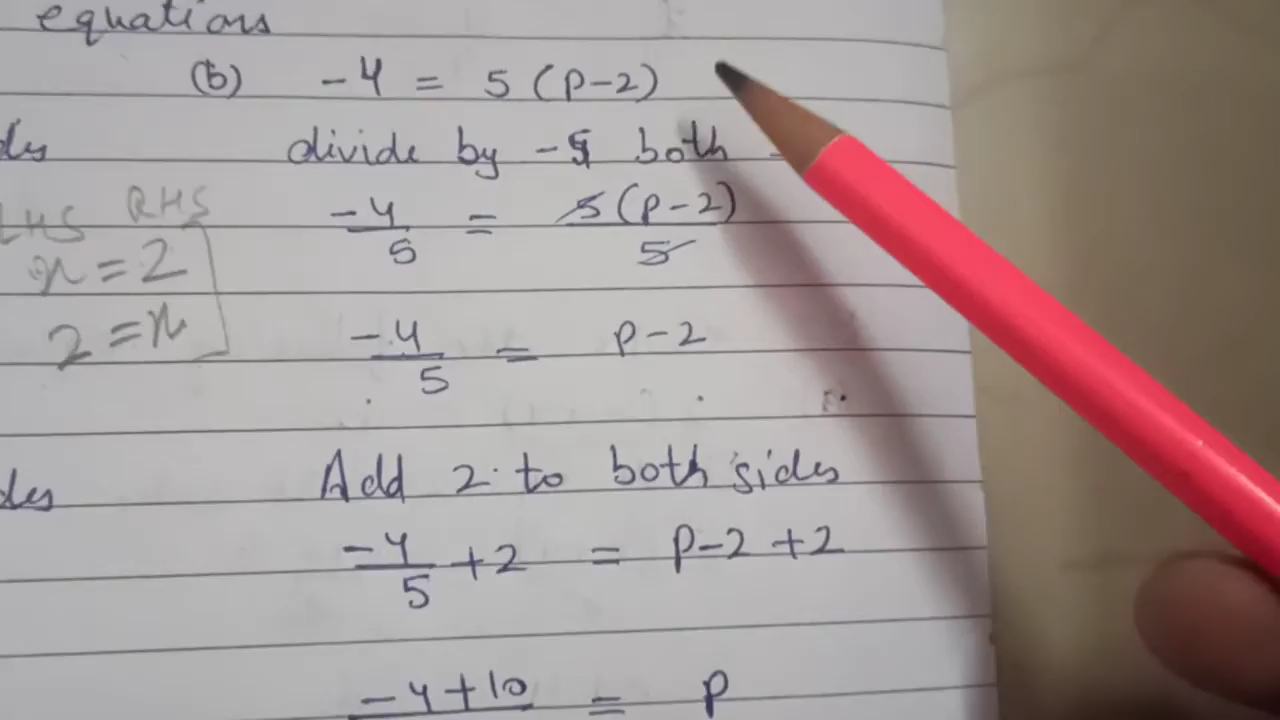 equations
(b) -4 = 5 (p-2)
divide by -5 both
-4/5 = 5(p-2)/5
LHS RHS
x = 2
2 = x
-4/5 = p-2
Add 2 to both sides
-4/5 +2 = p-2 +2
-4+10 = p